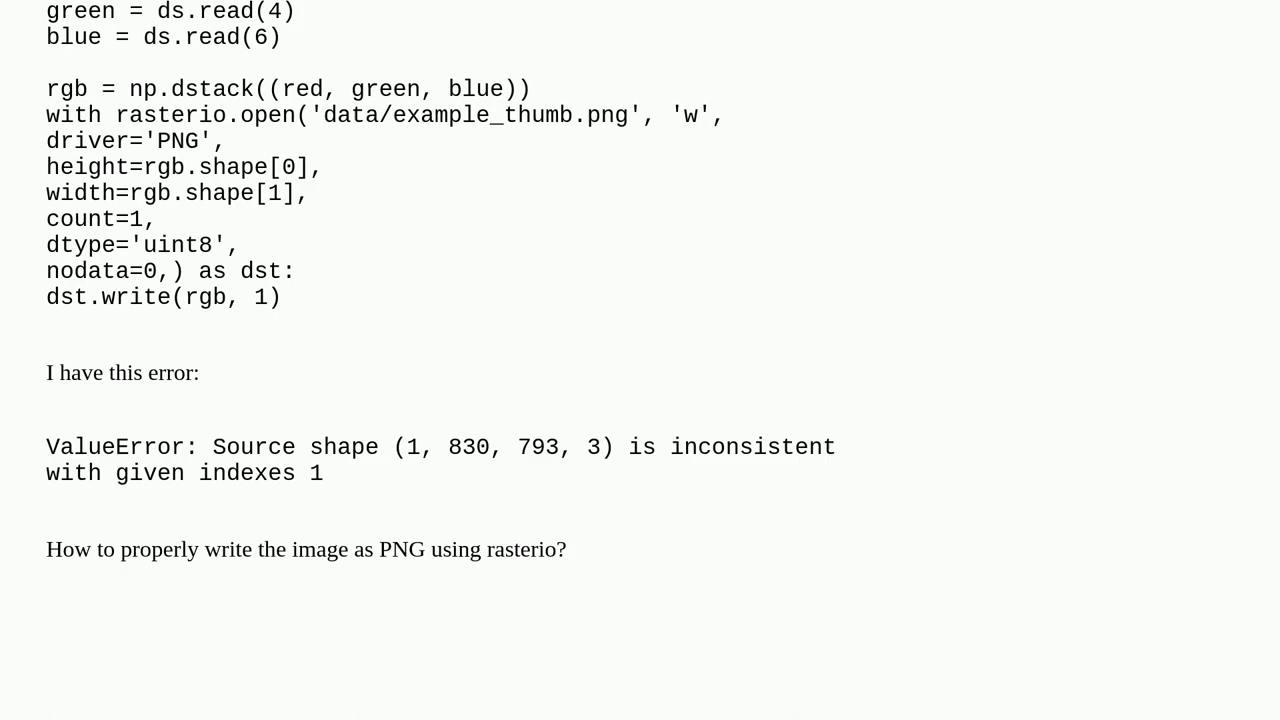 green = ds.read(4)
blue = ds.read(6)
rgb = np.dstack((red, green, blue))
with rasterio.open('data/example_thumb.png', 'w',
driver='PNG',
height=rgb.shape[0],
width=rgb.shape[1],
count=1,
dtype='uint8',
nodata=0,) as dst:
dst.write(rgb, 1)
I have this error:
ValueError: Source shape (1, 830, 793, 3) is inconsistent
with given indexes 1
How to properly write the image as PNG using rasterio?